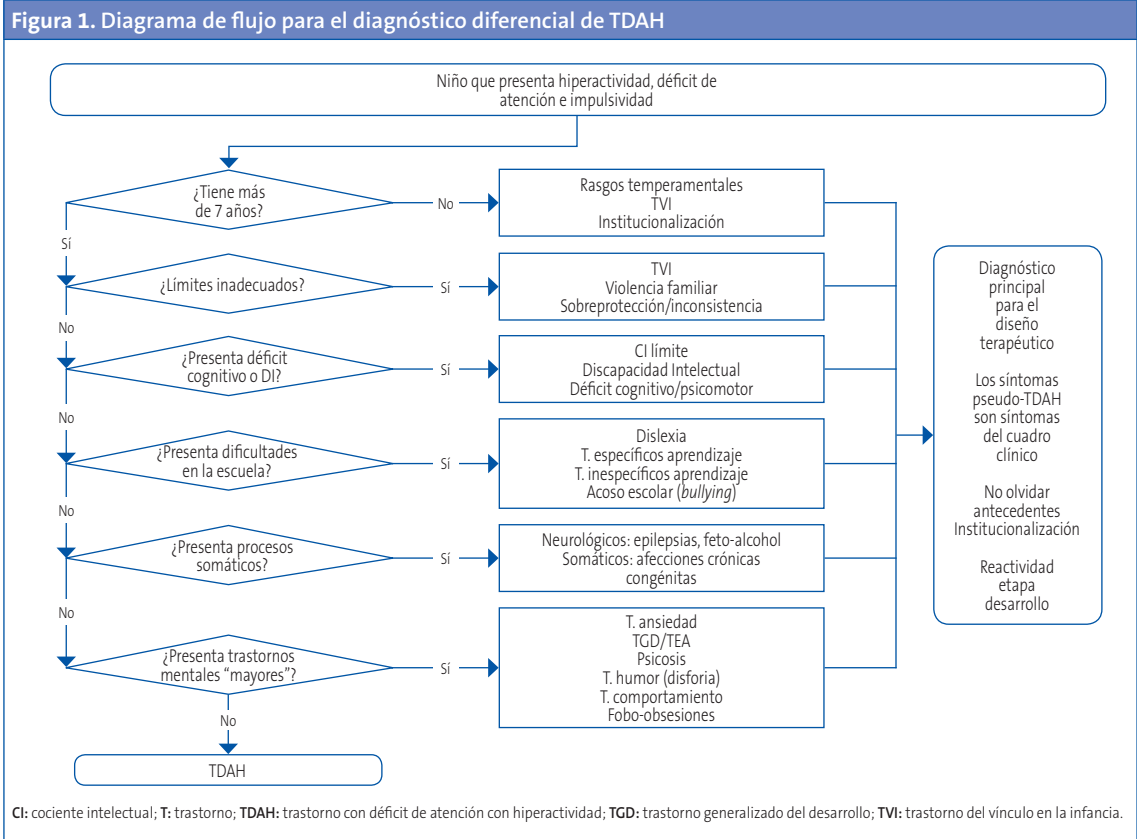 Figura 1. Diagrama de flujo para el diagnóstico diferencial de TDAH
Niño que presenta hiperactividad, déficit de
atención e impulsividad
¿Tiene más
de 7 años?
No
Rasgos temperamentales
TVI
Institucionalización
Sí
¿Límites inadecuados?
Sí
TVI
Violencia familiar
Sobreprotección/inconsistencia
No
¿Presenta déficit
cognitivo o DI?
Sí
CI límite
Discapacidad Intelectual
Déficit cognitivo/psicomotor
No
¿Presenta dificultades
en la escuela?
Sí
Dislexia
T. específicos aprendizaje
T. inespecíficos aprendizaje
Acoso escolar (bullying)
No
¿Presenta procesos
somáticos?
Sí
Neurológicos: epilepsias, feto-alcohol
Somáticos: afecciones crónicas
congénitas
No
¿Presenta trastornos
mentales “mayores”?
Sí
T. ansiedad
TGD/TEA
Psicosis
T. humor (disforia)
T. comportamiento
Fobo-obsesiones
No
TDAH
Diagnóstico
principal
para el
diseño
terapéutico
Los síntomas
pseudo-TDAH
son síntomas
del cuadro
clínico
No olvidar
antecedentes
Institucionalización
Reactividad
etapa
desarrollo
CI: cociente intelectual; T: trastorno; TDAH: trastorno con déficit de atención con hiperactividad; TGD: trastorno generalizado del desarrollo; TVI: trastorno del vínculo en la infancia.